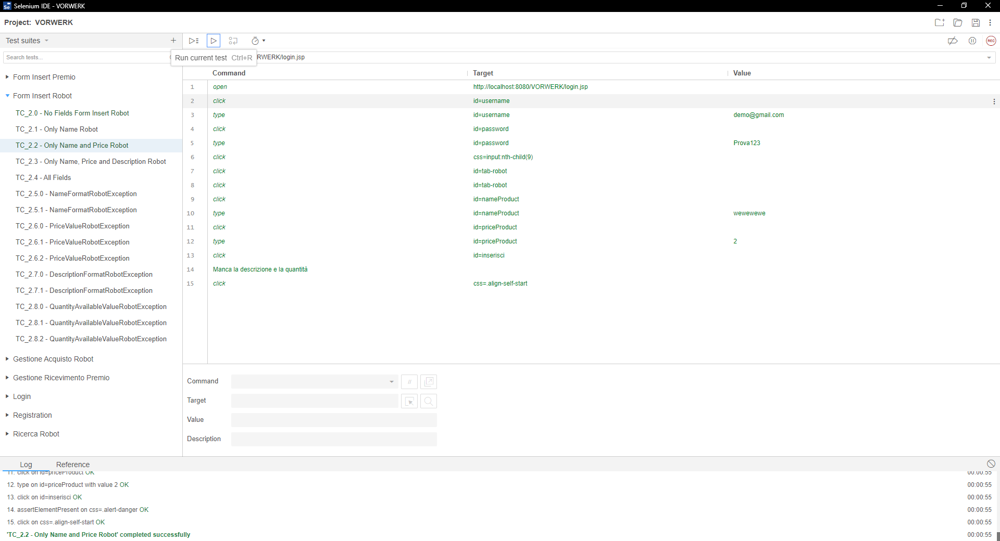 Selenium IDE - VORWERK
Project: VORWERK
Test suites
Run current test Ctrl+R
RWERK/login.jsp
Search tests...
Command Target Value
Form Insert Premio
Form Insert Robot
TC_2.0 - No Fields Form Insert Robot
TC_2.1 - Only Name Robot
TC_2.2 - Only Name and Price Robot
TC_2.3 - Only Name, Price and Description Robot
TC_2.4 - All Fields
TC_2.5.0 - NameFormatRobotException
TC_2.5.1 - NameFormatRobotException
TC_2.6.0 - PriceValueRobotException
TC_2.6.1 - PriceValueRobotException
TC_2.6.2 - PriceValueRobotException
TC_2.7.0 - DescriptionFormatRobotException
TC_2.7.1 - DescriptionFormatRobotException
TC_2.8.0 - QuantityAvailableValueRobotException
TC_2.8.1 - QuantityAvailableValueRobotException
TC_2.8.2 - QuantityAvailableValueRobotException
Gestione Acquisto Robot
Gestione Ricevimento Premio
Login
Registration
Ricerca Robot
REC
1 open http://localhost:8080/VORWERK/login.jsp
2 click id=username
3 type id=username demo@gmail.com
4 click id=password
5 type id=password Prova123
6 click css=input:nth-child(9)
7 click id=tab-robot
8 click id=tab-robot
9 click id=nameProduct
10 type id=nameProduct wewewewe
11 click id=priceProduct
12 type id=priceProduct 2
13 click id=inserisci
14 Manca la descrizione e la quantità
15 click css=.align-self-start
Command //
Target
Value
Description
Log Reference
11. click on id=priceProduct OK 00:00:55
12. type on id=priceProduct with value 2 OK 00:00:55
13. click on id=inserisci OK 00:00:55
14. assertElementPresent on css=.alert-danger OK 00:00:55
15. click on css=.align-self-start OK 00:00:55
'TC_2.2 - Only Name and Price Robot' completed successfully 00:00:55